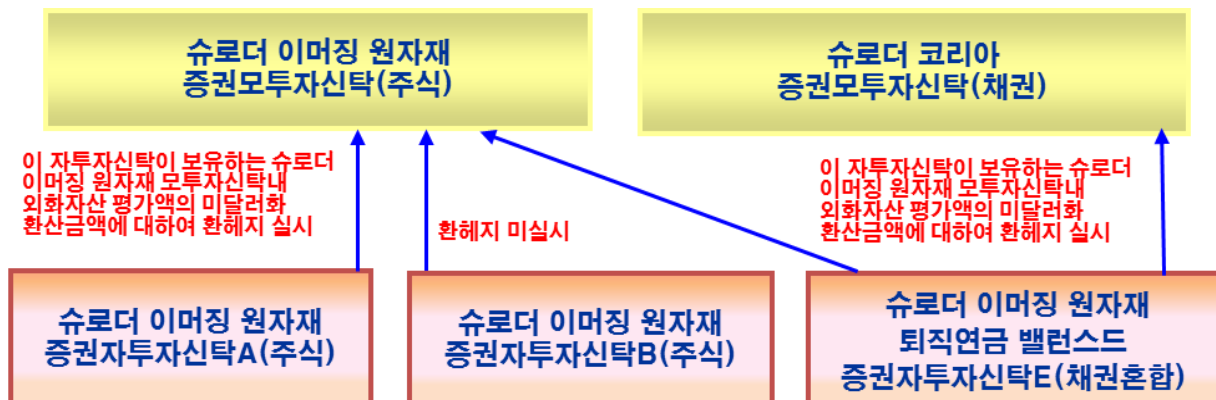 슈로더 이머징 원자재
증권모투자신탁(주식)
슈로더 코리아
증권모투자신탁(채권)
이 자투자신탁이 보유하는 슈로더
이머징 원자재 모투자신탁내
외화자산 평가액의 미달러화
환산금액에 대하여 환헤지 실시
환헤지 미실시
이 자투자신탁이 보유하는 슈로더
이머징 원자재 모투자신탁내
외화자산 평가액의 미달러화
환산금액에 대하여 환헤지 실시
슈로더 이머징 원자재
증권자투자신탁A(주식)
슈로더 이머징 원자재
증권자투자신탁B(주식)
슈로더 이머징 원자재
퇴직연금 밸런스드
증권자투자신탁E(채권혼합)